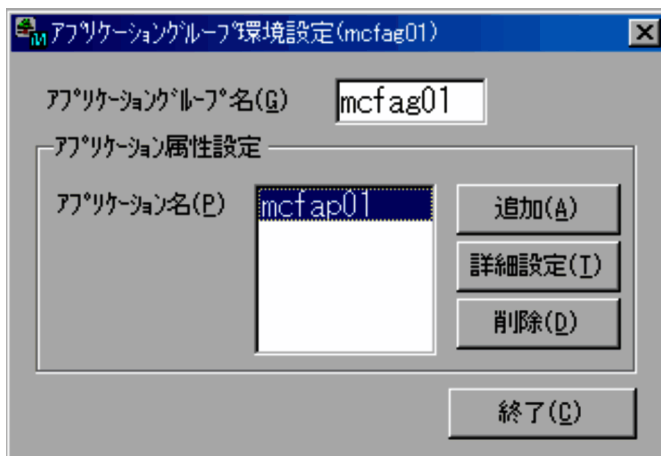 ｱﾌﾟﾘｹｰｼｮﾝｸﾞﾙｰﾌﾟ環境設定(mcfag01)
ｱﾌﾟﾘｹｰｼｮﾝｸﾞﾙｰﾌﾟ名(G) mcfag01
ｱﾌﾟﾘｹｰｼｮﾝ属性設定
ｱﾌﾟﾘｹｰｼｮﾝ名(P) mcfap01 追加(A)
詳細設定(T)
削除(D)
終了(C)